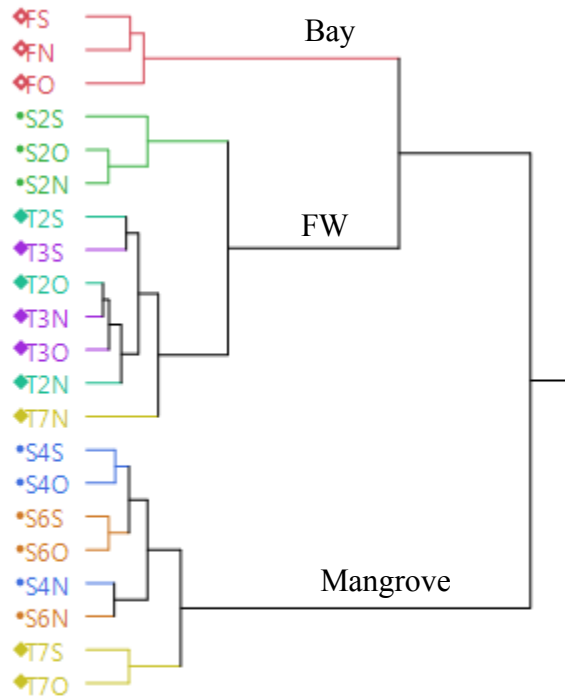 FS
Bay
FN
FO
S2S
S2O
S2N
T2S
FW
T3S
T2O
T3N
T3O
T2N
T7N
S4S
S4O
S6S
S6O
S4N
Mangrove
S6N
T7S
T7O